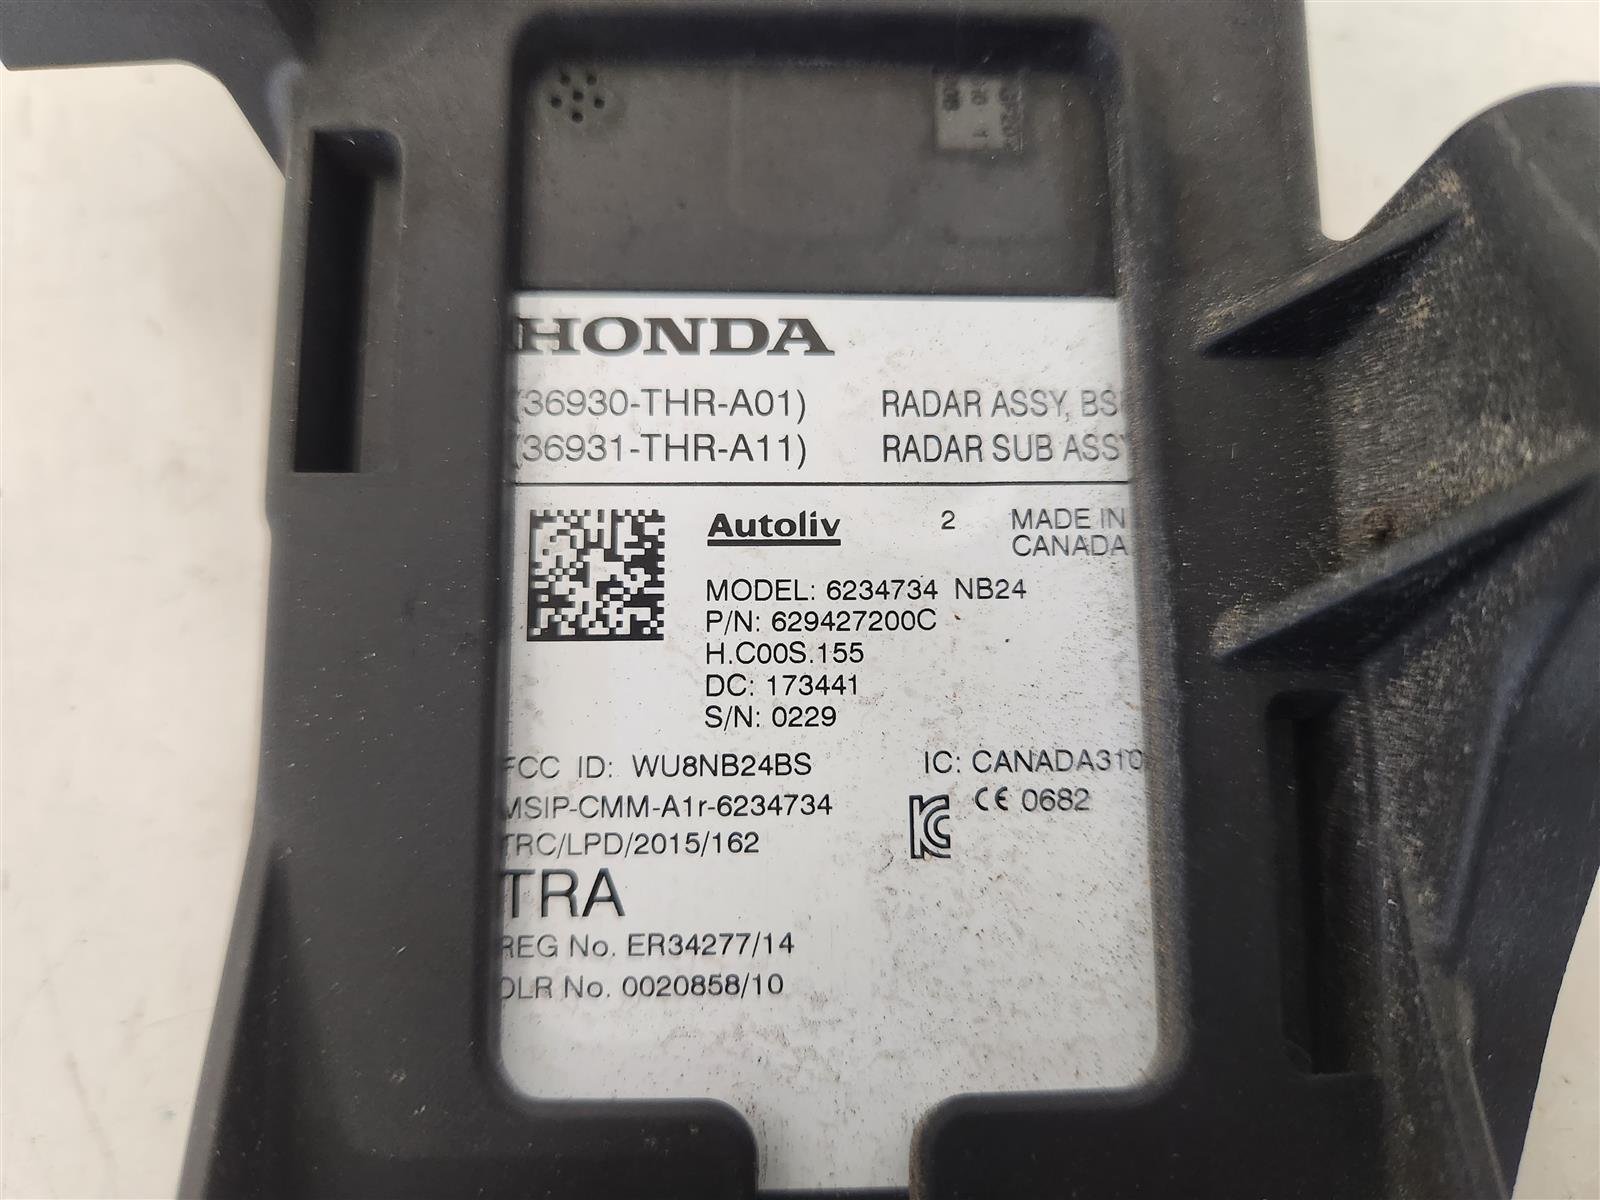 HONDA
(36930-THR-A01) RADAR ASSY, BS
(36931-THR-A11) RADAR SUB ASSY
Autoliv 2 MADE IN
CANADA
MODEL: 6234734 NB24
P/N: 629427200C
H.C00S.155
DC: 173441
S/N: 0229
FCC ID: WU8NB24BS IC: CANADA310
MSIP-CMM-A1r-6234734 CE 0682
TRC/LPD/2015/162
TRA
REG No. ER34277/14
DLR No. 0020858/10